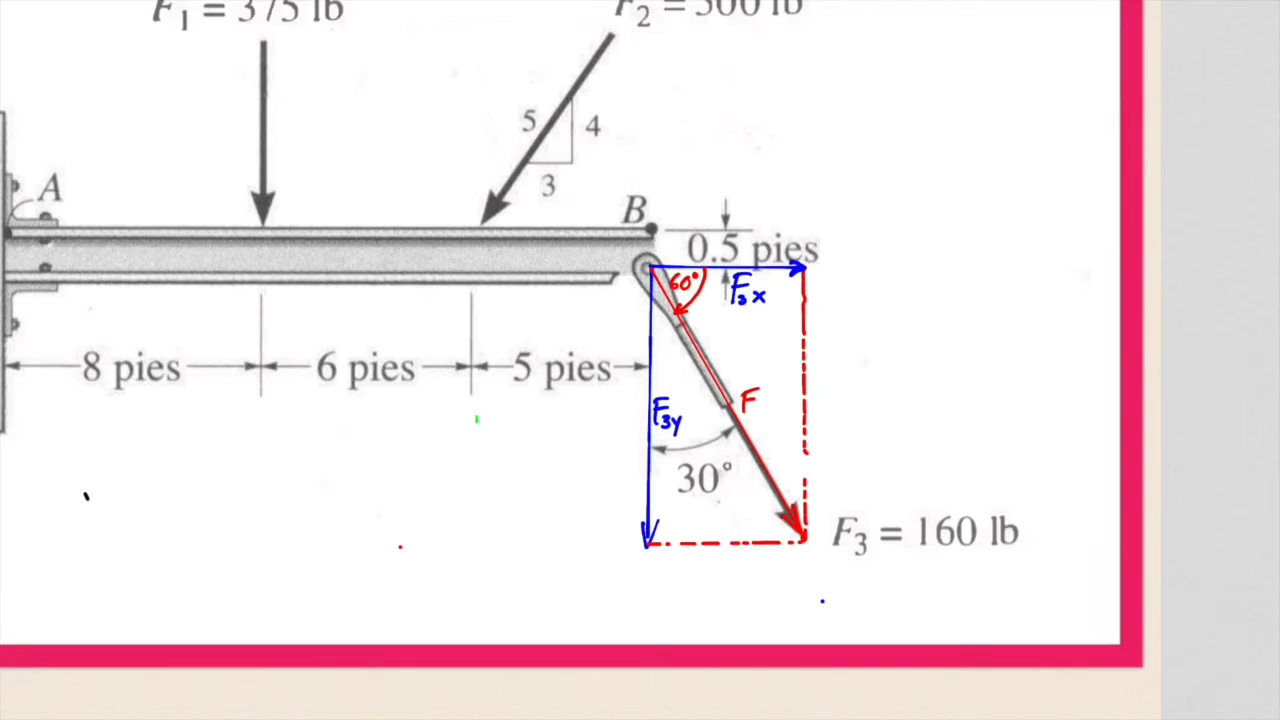 F₁ = 375 lb
F₂ = 500 lb
5
4
3
A
B
0.5 pies
60°
F₃x
8 pies
6 pies
5 pies
F
F₃y
30°
F₃ = 160 lb